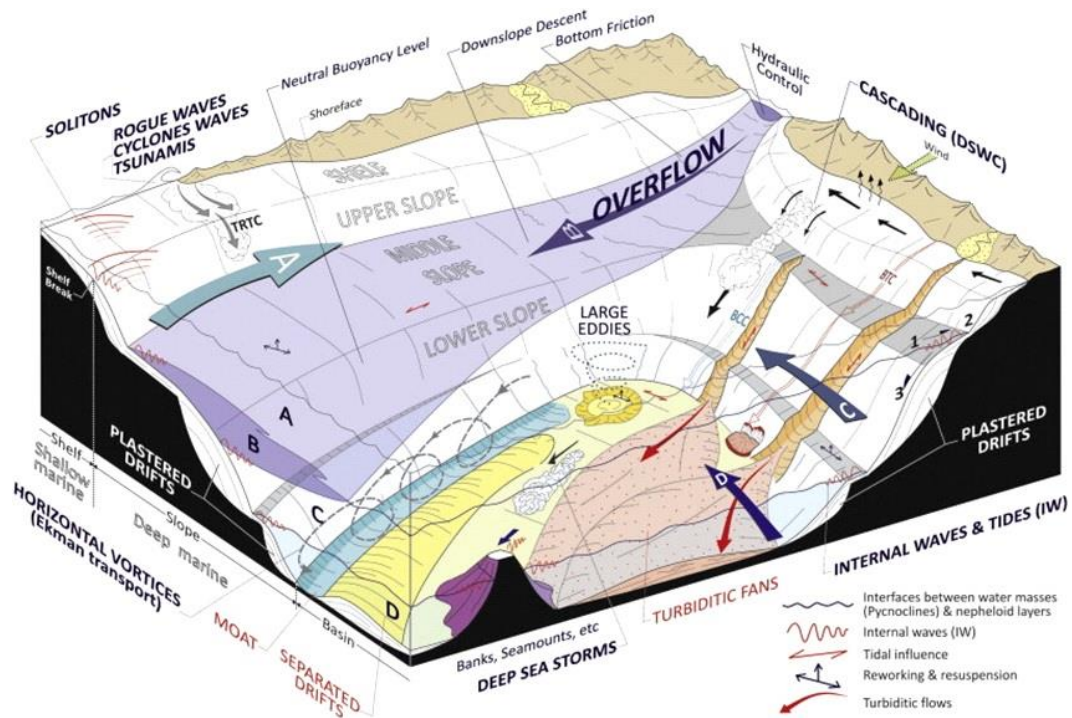 Neutral Buoyancy Level
Downslope Descent
Bottom Friction
Hydraulic
Control
SOLITONS
ROGUE WAVES
CYCLONES WAVES
TSUNAMIS
Shoreface
CASCADING (DSWC)
Wind
SHELF
UPPER SLOPE
MIDDLE
SLOPE
LOWER SLOPE
OVERFLOW
TRTC
A
B
Shelf
Break
LARGE
EDDIES
BCC
BTC
1
2
3
C
D
A
B
C
D
PLASTERED
DRIFTS
PLASTERED
DRIFTS
Shelf
Shallow
marine
Slope
Deep marine
Basin
HORIZONTAL VORTICES
(Ekman transport)
MOAT
SEPARATED
DRIFTS
Banks, Seamounts, etc
DEEP SEA STORMS
TURBIDITIC FANS
INTERNAL WAVES & TIDES (IW)
Interfaces between water masses
(Pycnoclines) & nepheloid layers
Internal waves (IW)
Tidal influence
Reworking & resuspension
Turbiditic flows